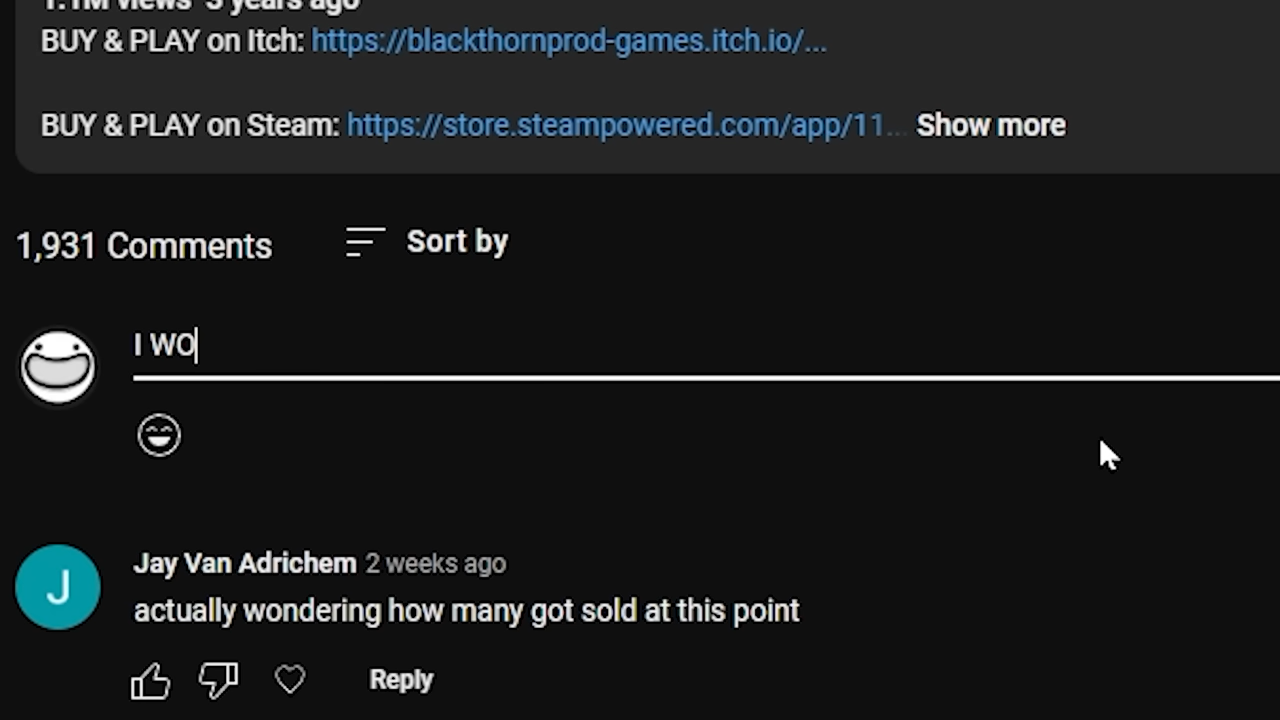 1.1M views 3 years ago
BUY & PLAY on Itch: https://blackthornprod-games.itch.io/...
BUY & PLAY on Steam: https://store.steampowered.com/app/11... Show more
1,931 Comments Sort by
I WO
J
Jay Van Adrichem 2 weeks ago
actually wondering how many got sold at this point
Reply